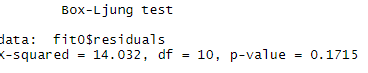 Box-Ljung test
data: fit0$residuals
X-squared = 14.032, df = 10, p-value = 0.1715